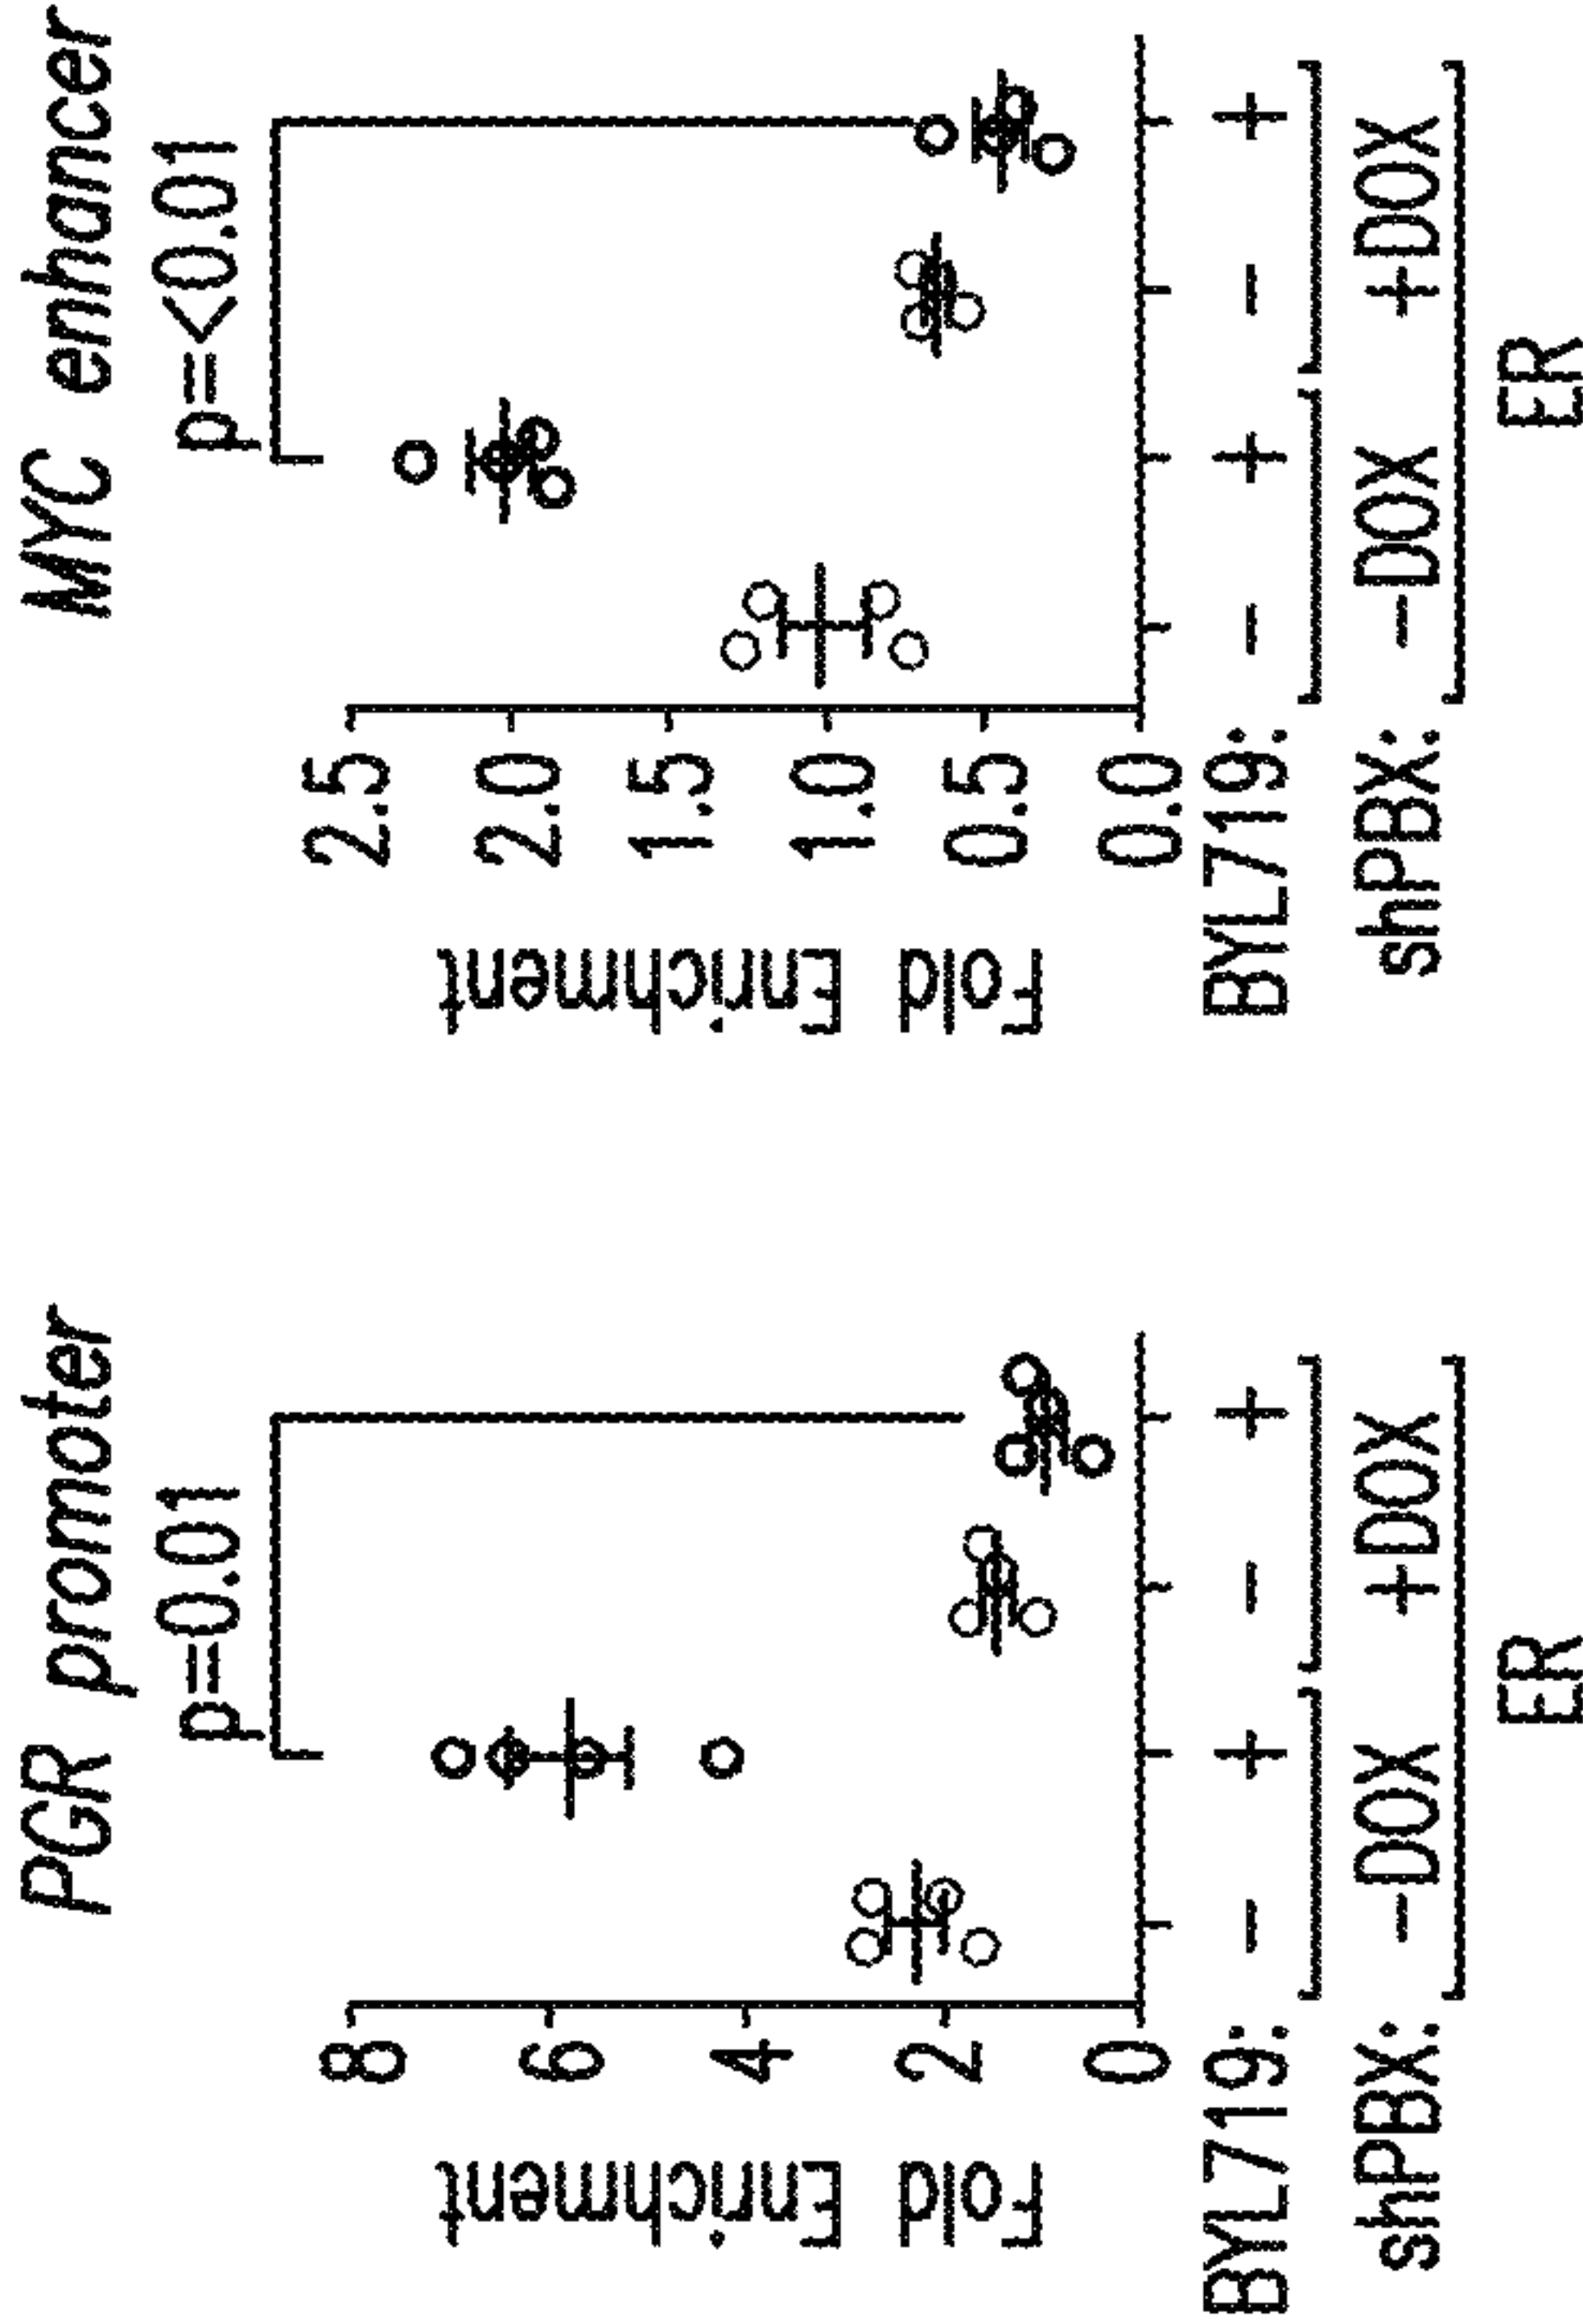 PGR promoter
p=0.01
Fold Enrichment
8
6
4
2
0
BYL719: − + − +
shPBX: −DOX +DOX
ER
MYC enhancer
p=<0.01
Fold Enrichment
2.5
2.0
1.5
1.0
0.5
0.0
BYL719: − + − +
shPBX: −DOX +DOX
ER